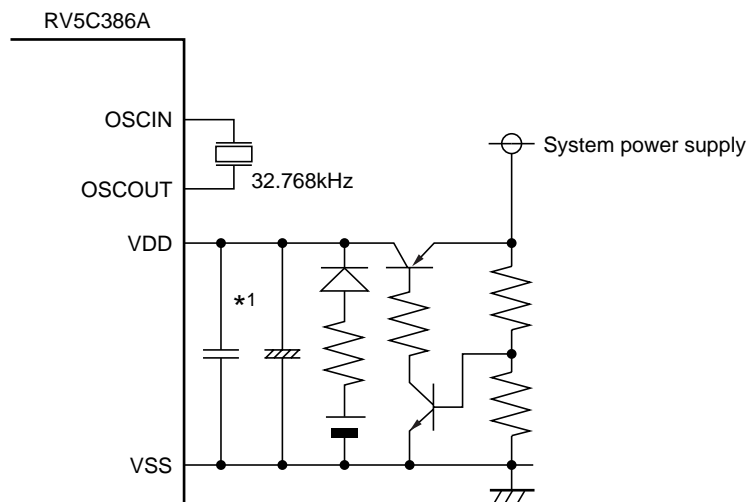 RV5C386A
OSCIN
System power supply
OSCOUT
32.768kHz
VDD
*1
VSS